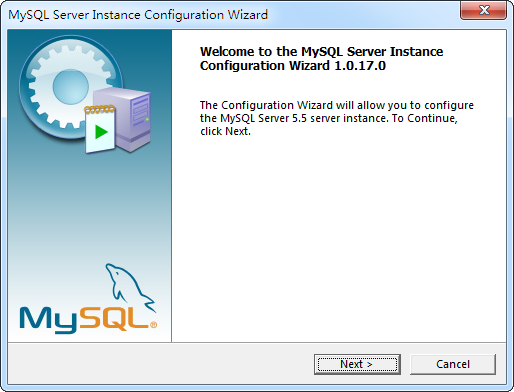 MySQL Server Instance Configuration Wizard
Welcome to the MySQL Server Instance
Configuration Wizard 1.0.17.0
The Configuration Wizard will allow you to configure
the MySQL Server 5.5 server instance. To Continue,
click Next.
MySQL®
Next >
Cancel